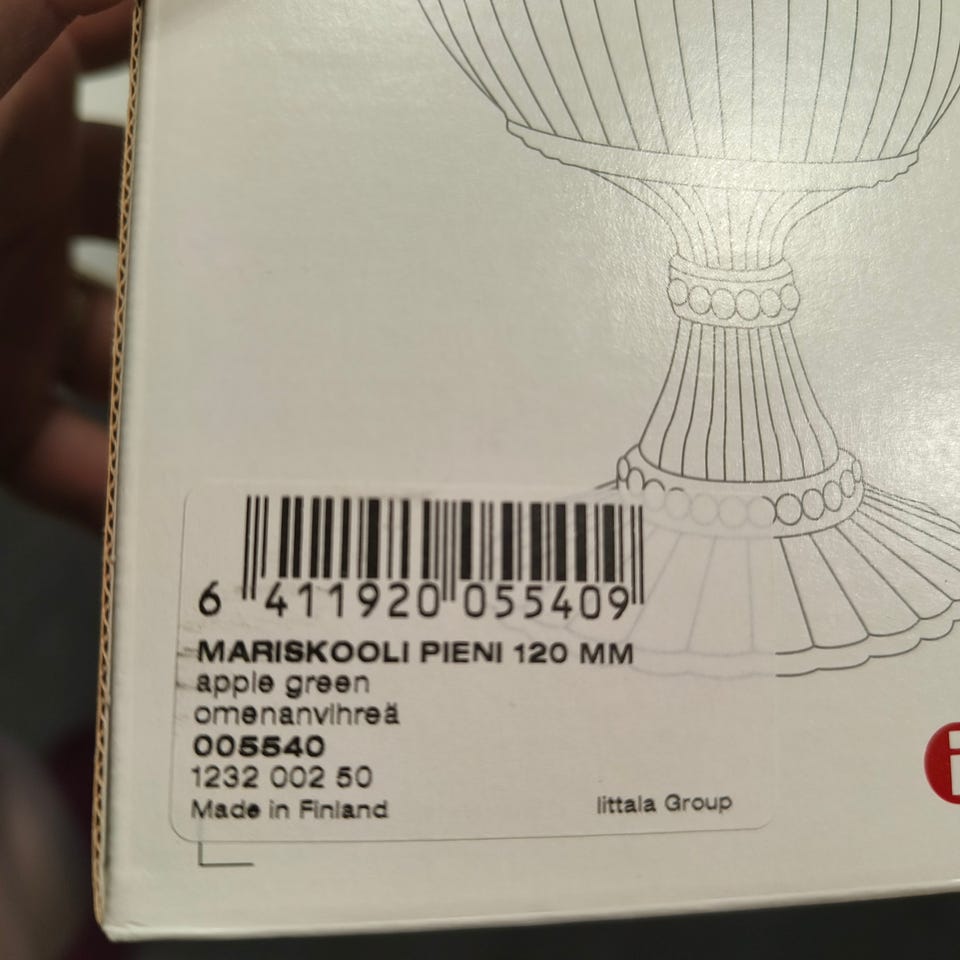 6 411920 055409
MARISKOOLI PIENI 120 MM
apple green
omenanvihreä
005540
1232 002 50
Made in Finland
Iittala Group
i